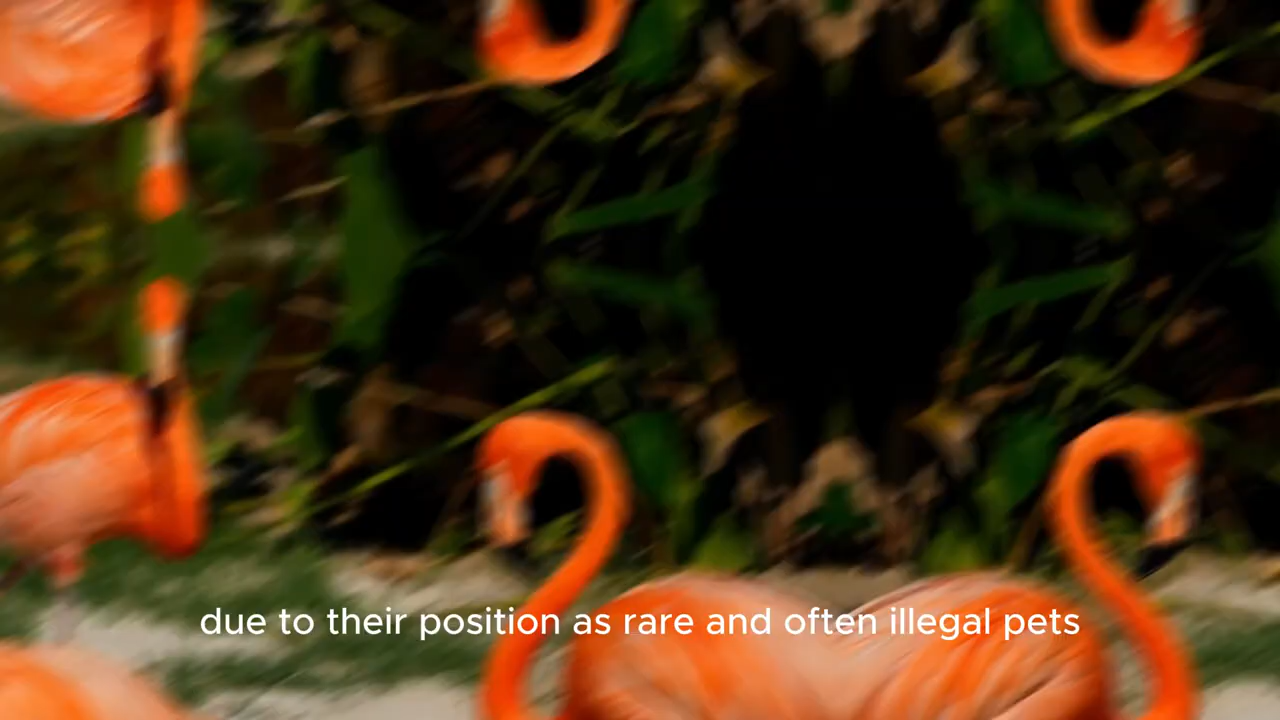 due to their position as rare and often illegal pets